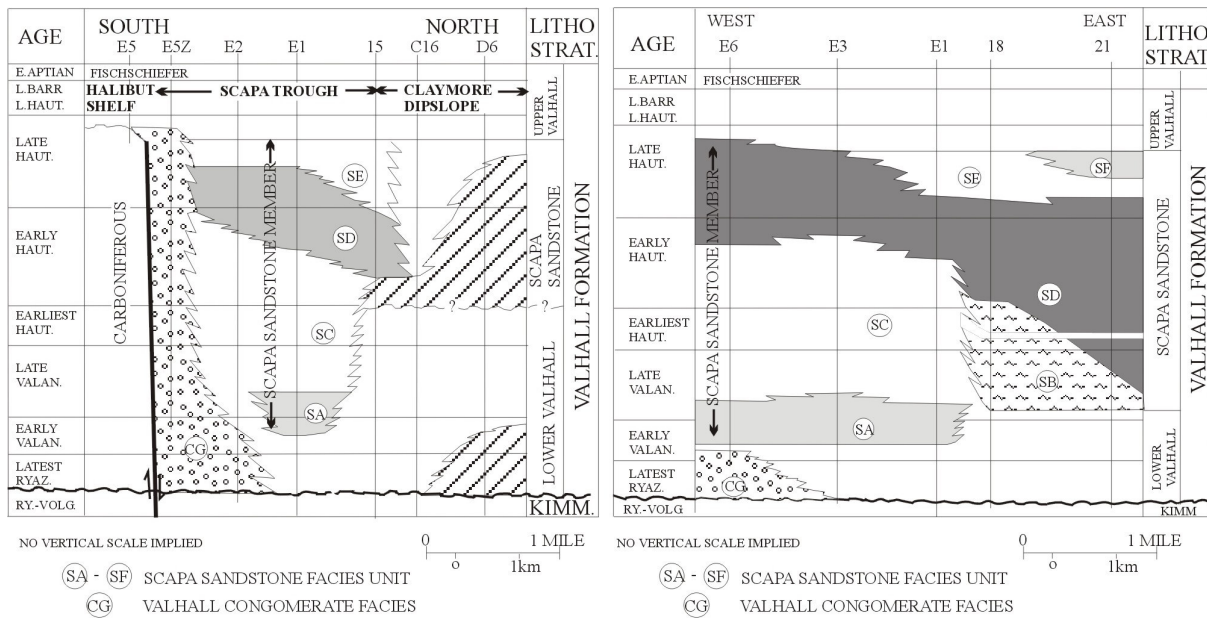 SOUTH NORTH
AGE E5 E5Z E2 E1 15 C16 D6 LITHO STRAT.
E.APTIAN FISCHSCHIEFER
L.BARR L.HAUT. HALIBUT SHELF SCAPA TROUGH CLAYMORE DIPSLOPE UPPER VALHALL
LATE HAUT.
EARLY HAUT.
EARLIEST HAUT.
LATE VALAN.
EARLY VALAN.
LATEST RYAZ.
RY.-VOLG.
CARBONIFEROUS
SCAPA SANDSTONE MEMBER
SE
SD
SC
SA
CG
? ?
SCAPA SANDSTONE
LOWER VALHALL
VALHALL FORMATION
KIMM.
NO VERTICAL SCALE IMPLIED
0 1 MILE
o 1km
SA - SF SCAPA SANDSTONE FACIES UNIT
CG VALHALL CONGOMERATE FACIES
WEST EAST
AGE E6 E3 E1 18 21 LITHO STRAT.
E.APTIAN FISCHSCHIEFER
L.BARR L.HAUT.
LATE HAUT.
EARLY HAUT.
EARLIEST HAUT.
LATE VALAN.
EARLY VALAN.
LATEST RYAZ.
RY.-VOLG.
SCAPA SANDSTONE MEMBER
SE
SF
SD
SC
SB
SA
CG
UPPER VALHALL
SCAPA SANDSTONE
LOWER VALHALL
VALHALL FORMATION
KIMM
NO VERTICAL SCALE IMPLIED
0 1 MILE
o 1km
SA - SF SCAPA SANDSTONE FACIES UNIT
CG VALHALL CONGOMERATE FACIES